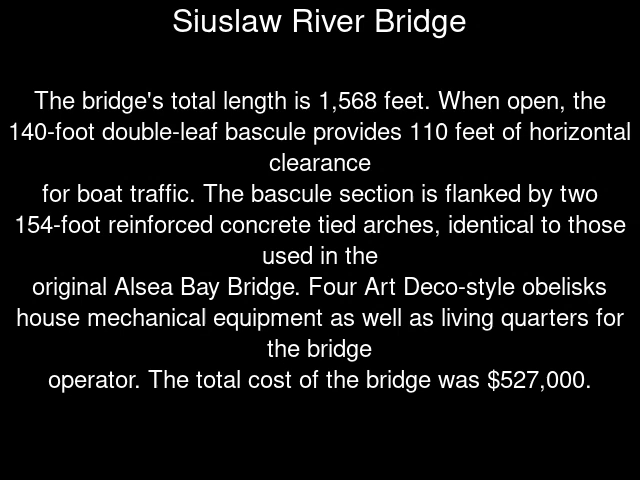 Siuslaw River Bridge
The bridge's total length is 1,568 feet. When open, the
140-foot double-leaf bascule provides 110 feet of horizontal
clearance
for boat traffic. The bascule section is flanked by two
154-foot reinforced concrete tied arches, identical to those
used in the
original Alsea Bay Bridge. Four Art Deco-style obelisks
house mechanical equipment as well as living quarters for
the bridge
operator. The total cost of the bridge was $527,000.